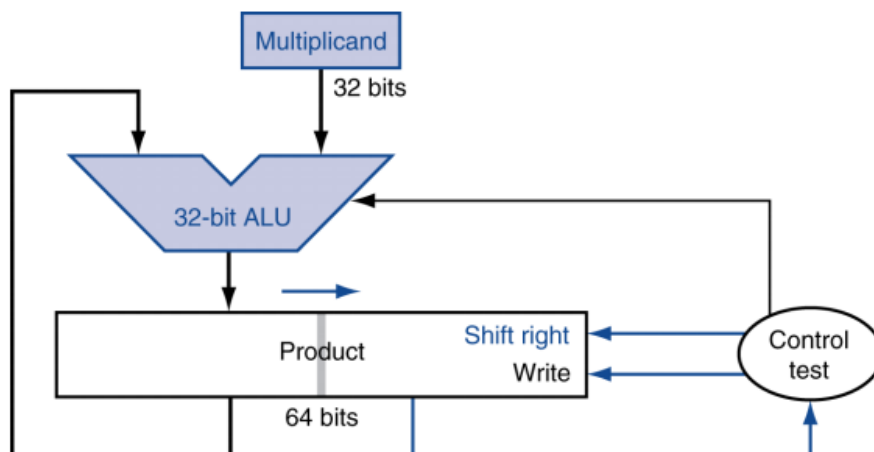 Multiplicand
32 bits
32-bit ALU
Product
Shift right
Write
64 bits
Control
test